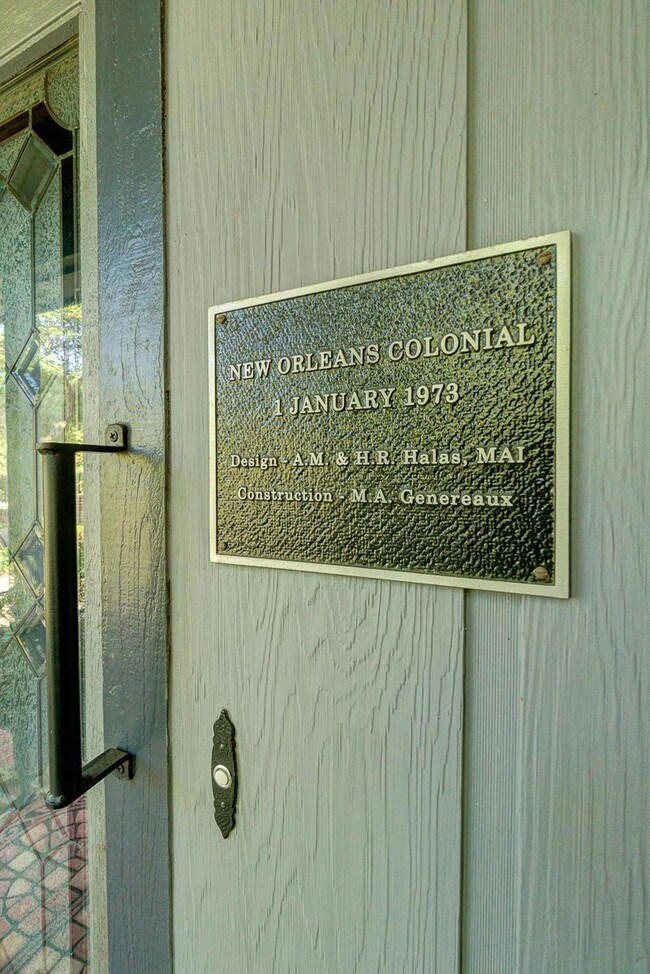 NEW ORLEANS COLONIAL
1 JANUARY 1973
Design - A.M. & H.R. Halas, MAI
Construction - M.A. Genereaux